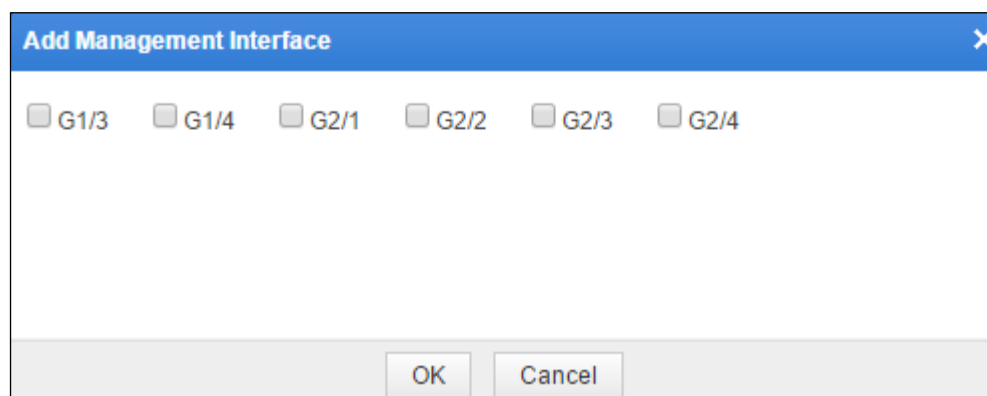 Add Management Interface
G1/3 G1/4 G2/1 G2/2 G2/3 G2/4
OK Cancel